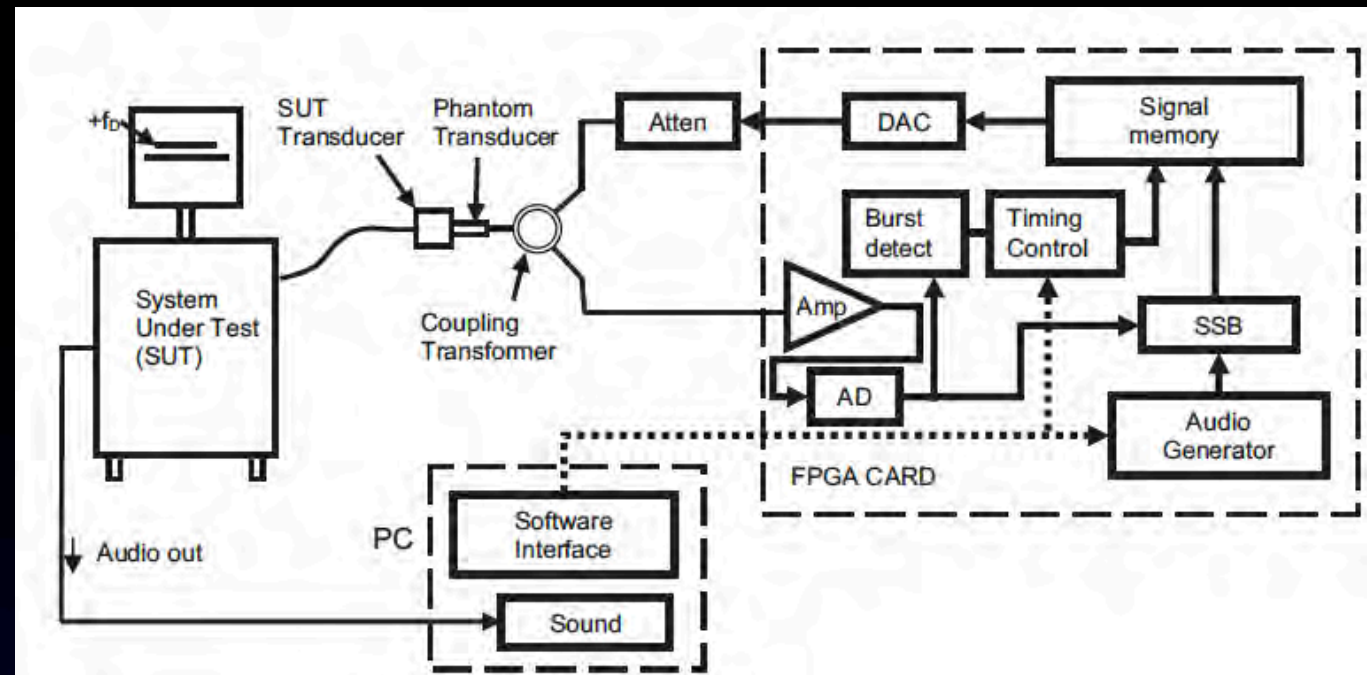 +fD
SUT
Transducer
Phantom
Transducer
Atten
DAC
Signal
memory
Burst
detect
Timing
Control
System
Under Test
(SUT)
Coupling
Transformer
Amp
SSB
AD
Audio
Generator
FPGA CARD
PC
Software
Interface
Audio out
Sound